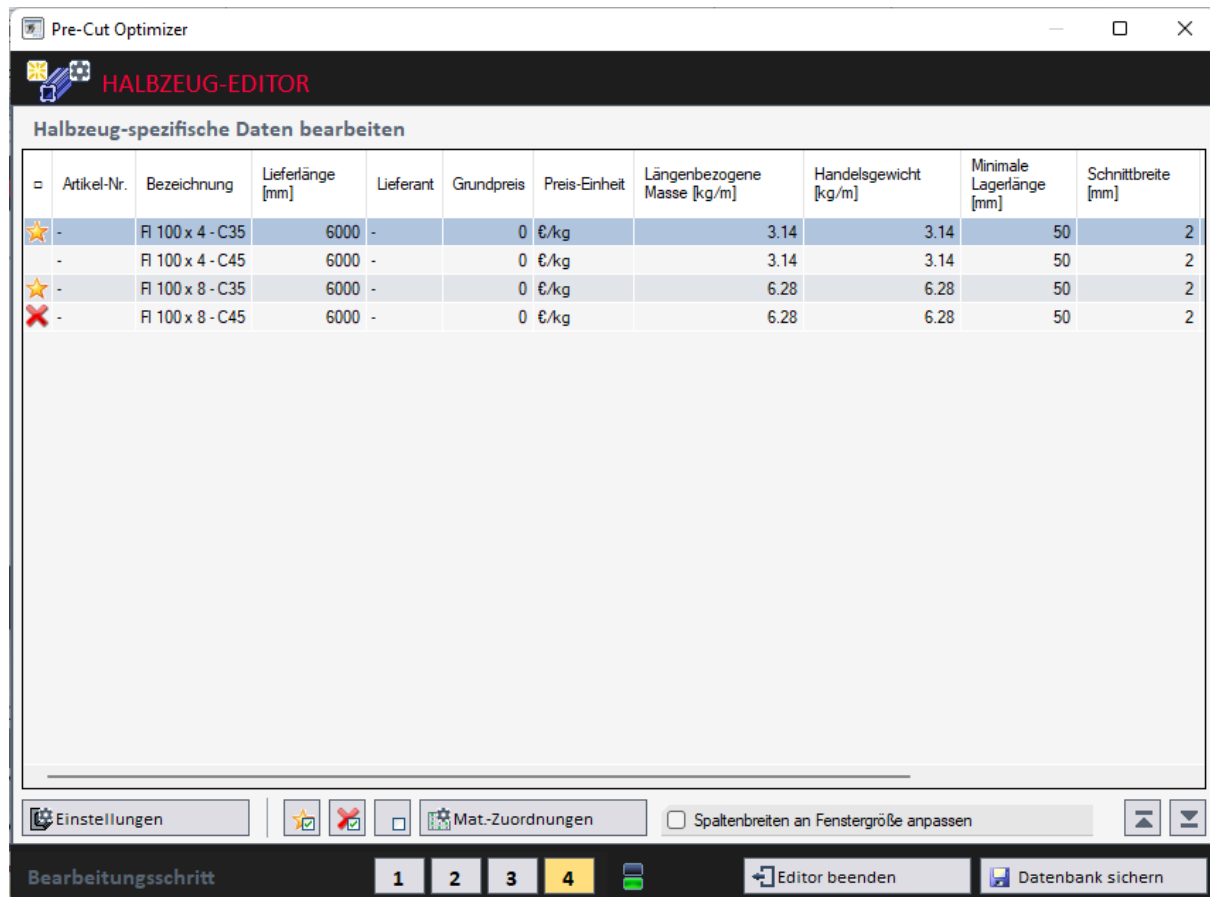 Pre-Cut Optimizer
HALBZEUG-EDITOR
Halbzeug-spezifische Daten bearbeiten
Artikel-Nr. Bezeichnung Lieferlänge [mm] Lieferant Grundpreis Preis-Einheit Längenbezogene Masse [kg/m] Handelsgewicht [kg/m] Minimale Lagerlänge [mm] Schnittbreite [mm]
- Fl 100 x 4 - C35 6000 - 0 €/kg 3.14 3.14 50 2
- Fl 100 x 4 - C45 6000 - 0 €/kg 3.14 3.14 50 2
- Fl 100 x 8 - C35 6000 - 0 €/kg 6.28 6.28 50 2
- Fl 100 x 8 - C45 6000 - 0 €/kg 6.28 6.28 50 2
Einstellungen Mat.-Zuordnungen Spaltenbreiten an Fenstergröße anpassen
Bearbeitungsschritt 1 2 3 4 Editor beenden Datenbank sichern